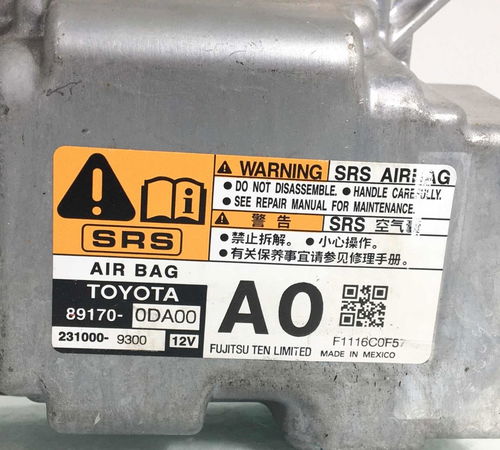 SRS
AIR BAG
TOYOTA
89170- 0DA00
231000- 9300 12V
WARNING SRS AIRBAG
● DO NOT DISASSEMBLE. ● HANDLE CAREFULLY.
● SEE REPAIR MANUAL FOR MAINTENANCE.
警告 SRS 空气囊
●禁止拆解。 ●小心操作。
●有关保养事宜请参见修理手册。
A0
F1116C0F57
FUJITSU TEN LIMITED MADE IN MEXICO